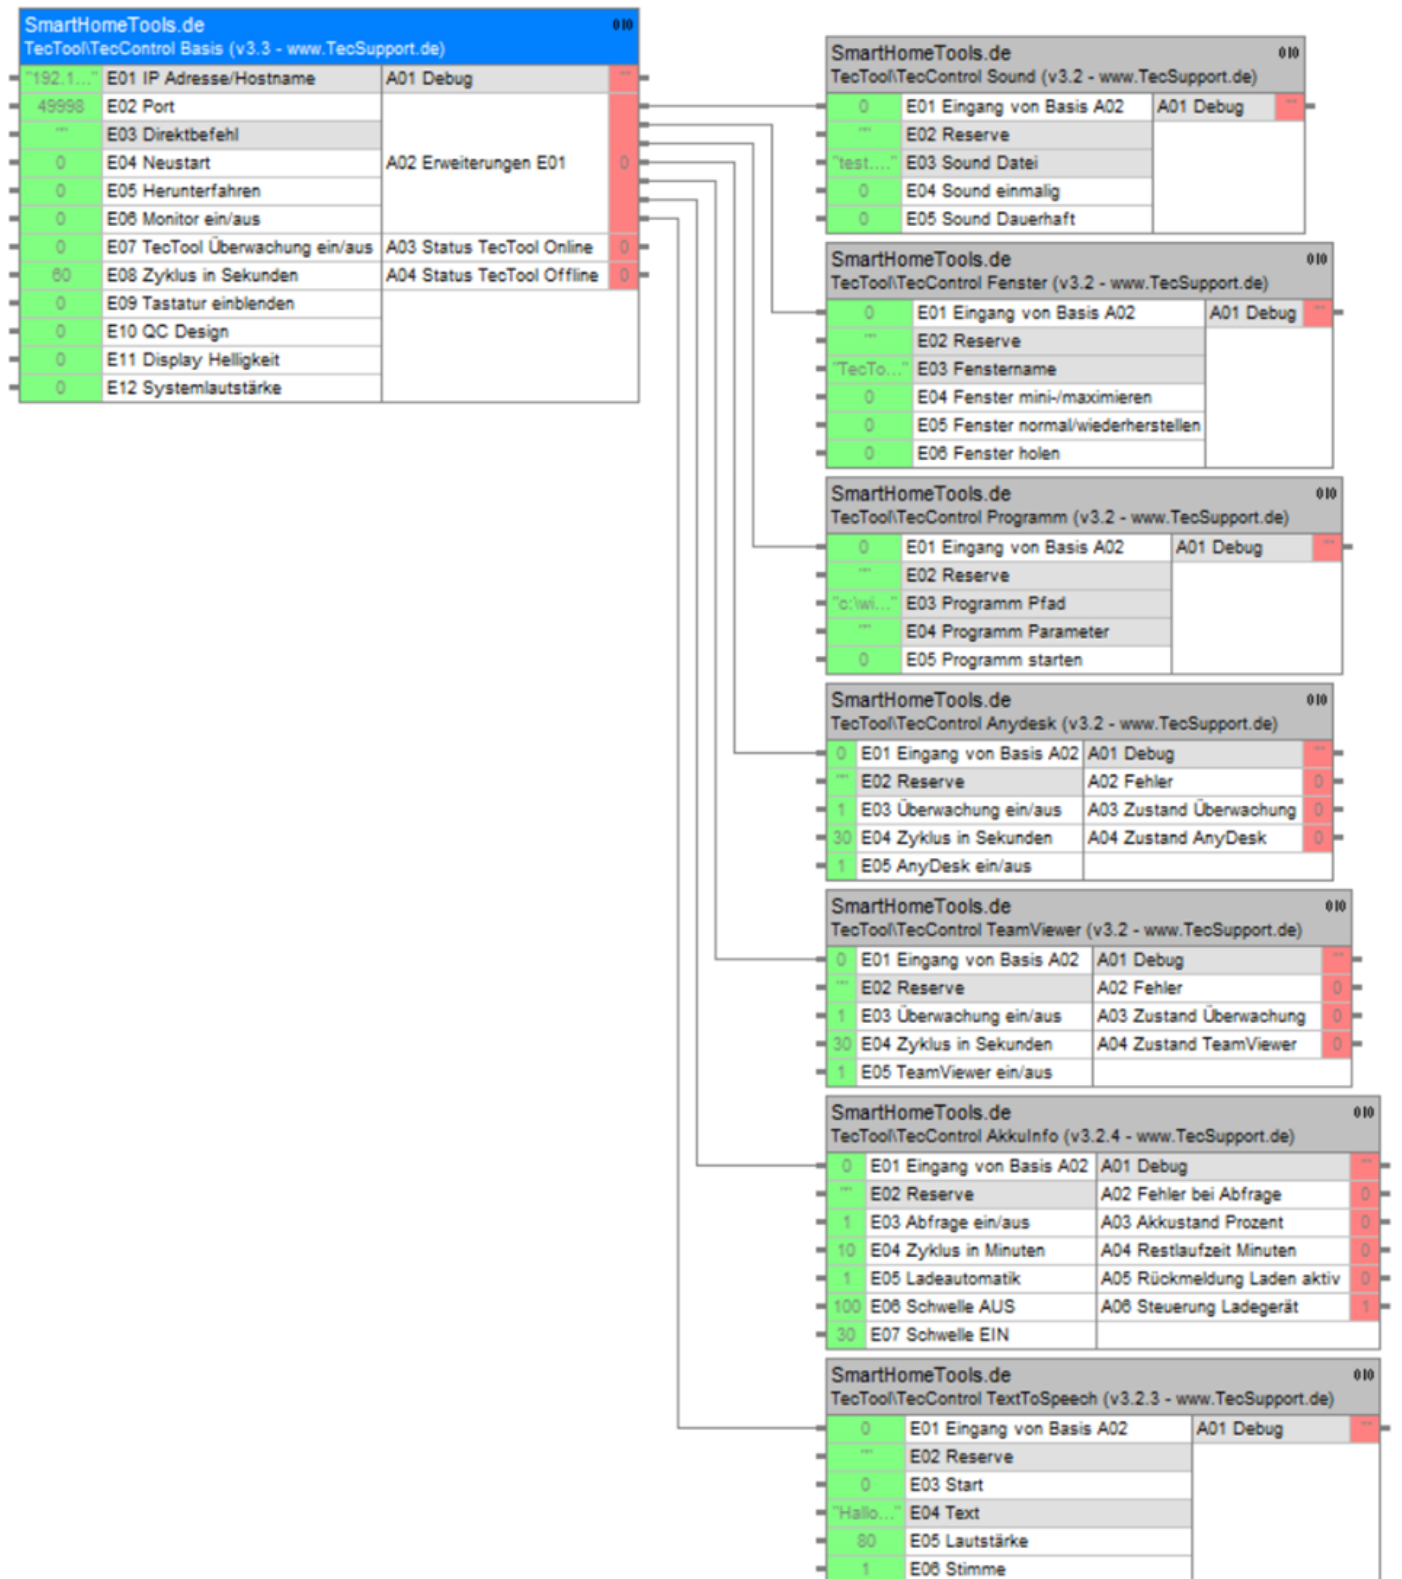 SmartHomeTools.de 010
TecTool\TecControl Basis (v3.3 - www.TecSupport.de)
"192.1..." E01 IP Adresse/Hostname A01 Debug ""
49998 E02 Port
"" E03 Direktbefehl
0 E04 Neustart A02 Erweiterungen E01 0
0 E05 Herunterfahren
0 E06 Monitor ein/aus
0 E07 TecTool Überwachung ein/aus A03 Status TecTool Online 0
60 E08 Zyklus in Sekunden A04 Status TecTool Offline 0
0 E09 Tastatur einblenden
0 E10 QC Design
0 E11 Display Helligkeit
0 E12 Systemlautstärke
SmartHomeTools.de 010
TecTool\TecControl Sound (v3.2 - www.TecSupport.de)
0 E01 Eingang von Basis A02 A01 Debug ""
"" E02 Reserve
"test...." E03 Sound Datei
0 E04 Sound einmalig
0 E05 Sound Dauerhaft
SmartHomeTools.de 010
TecTool\TecControl Fenster (v3.2 - www.TecSupport.de)
0 E01 Eingang von Basis A02 A01 Debug ""
"" E02 Reserve
"TecTo..." E03 Fenstername
0 E04 Fenster mini-/maximieren
0 E05 Fenster normal/wiederherstellen
0 E06 Fenster holen
SmartHomeTools.de 010
TecTool\TecControl Programm (v3.2 - www.TecSupport.de)
0 E01 Eingang von Basis A02 A01 Debug ""
"" E02 Reserve
"c:\wi..." E03 Programm Pfad
"" E04 Programm Parameter
0 E05 Programm starten
SmartHomeTools.de 010
TecTool\TecControl Anydesk (v3.2 - www.TecSupport.de)
0 E01 Eingang von Basis A02 A01 Debug ""
"" E02 Reserve A02 Fehler 0
1 E03 Überwachung ein/aus A03 Zustand Überwachung 0
30 E04 Zyklus in Sekunden A04 Zustand AnyDesk 0
1 E05 AnyDesk ein/aus
SmartHomeTools.de 010
TecTool\TecControl TeamViewer (v3.2 - www.TecSupport.de)
0 E01 Eingang von Basis A02 A01 Debug ""
"" E02 Reserve A02 Fehler 0
1 E03 Überwachung ein/aus A03 Zustand Überwachung 0
30 E04 Zyklus in Sekunden A04 Zustand TeamViewer 0
1 E05 TeamViewer ein/aus
SmartHomeTools.de 010
TecTool\TecControl AkkuInfo (v3.2.4 - www.TecSupport.de)
0 E01 Eingang von Basis A02 A01 Debug ""
"" E02 Reserve A02 Fehler bei Abfrage 0
1 E03 Abfrage ein/aus A03 Akkustand Prozent 0
10 E04 Zyklus in Minuten A04 Restlaufzeit Minuten 0
1 E05 Ladeautomatik A05 Rückmeldung Laden aktiv 0
100 E06 Schwelle AUS A06 Steuerung Ladegerät 1
30 E07 Schwelle EIN
SmartHomeTools.de 010
TecTool\TecControl TextToSpeech (v3.2.3 - www.TecSupport.de)
0 E01 Eingang von Basis A02 A01 Debug ""
"" E02 Reserve
0 E03 Start
"Hallo..." E04 Text
80 E05 Lautstärke
1 E06 Stimme